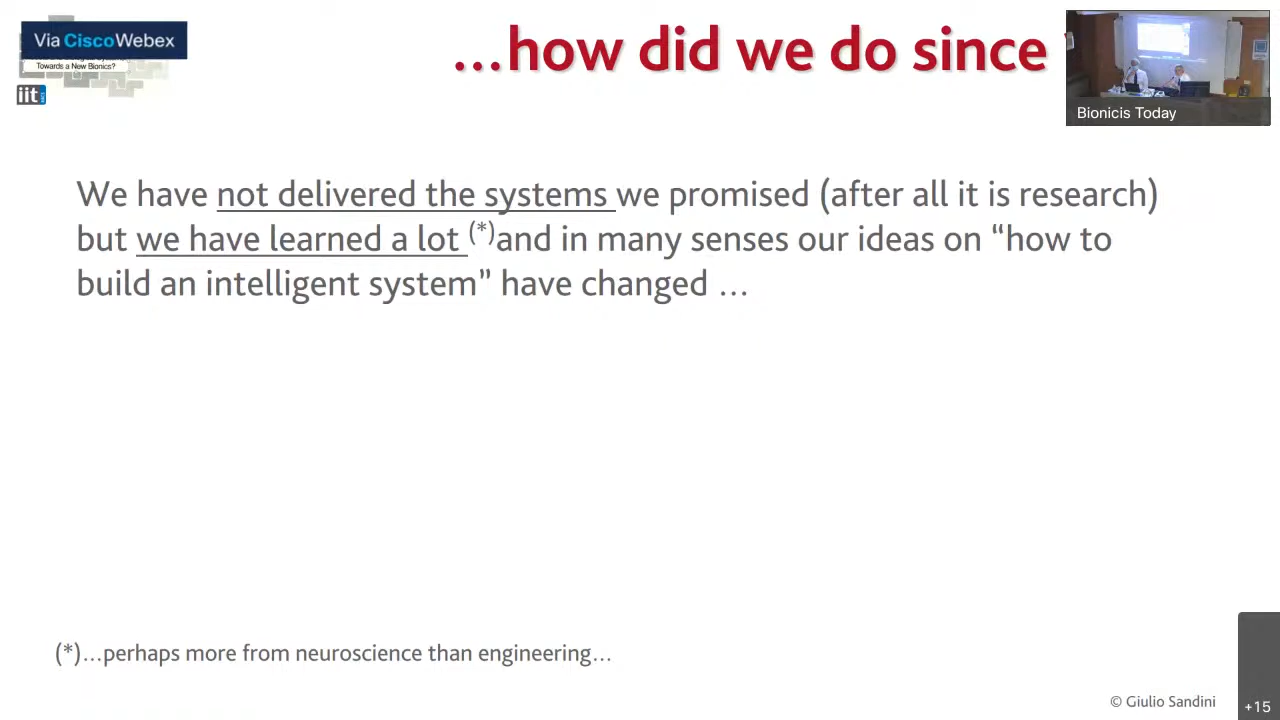 Via CiscoWebex
Towards a New Bionics?
iit
...how did we do since
Bionicis Today
We have not delivered the systems we promised (after all it is research)
but we have learned a lot (*)and in many senses our ideas on “how to
build an intelligent system” have changed ...
(*)...perhaps more from neuroscience than engineering...
© Giulio Sandini
+15